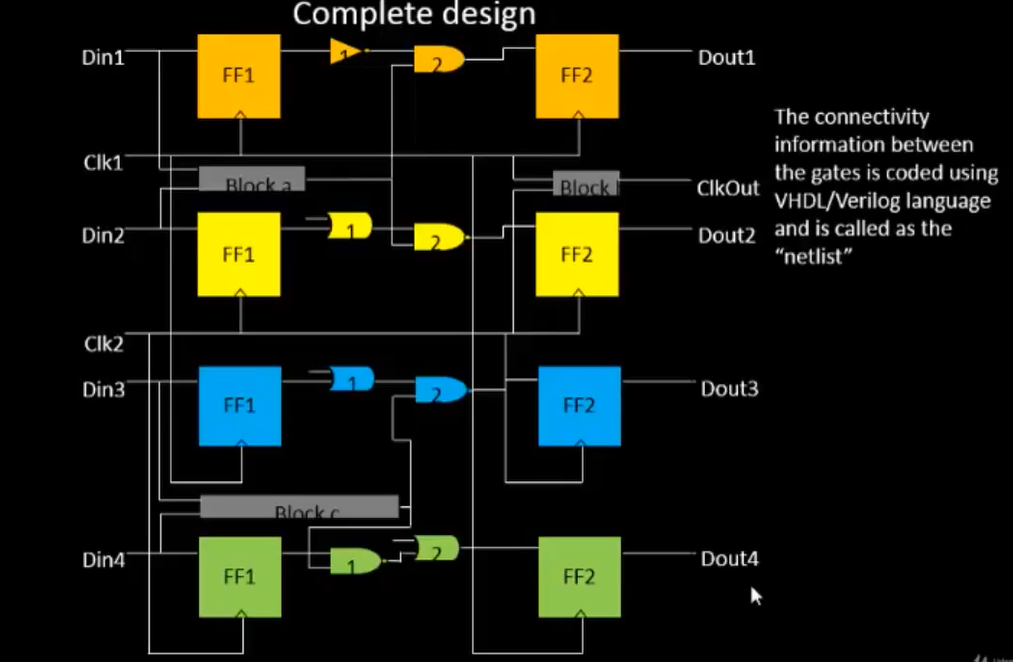 Complete design
Din1
FF1
1
2
FF2
Dout1
The connectivity
information between
the gates is coded using
VHDL/Verilog language
and is called as the
“netlist”
Clk1
Block a
Block
ClkOut
Din2
FF1
1
2
FF2
Dout2
Clk2
Din3
FF1
1
2
FF2
Dout3
Block c
Din4
FF1
1
2
FF2
Dout4